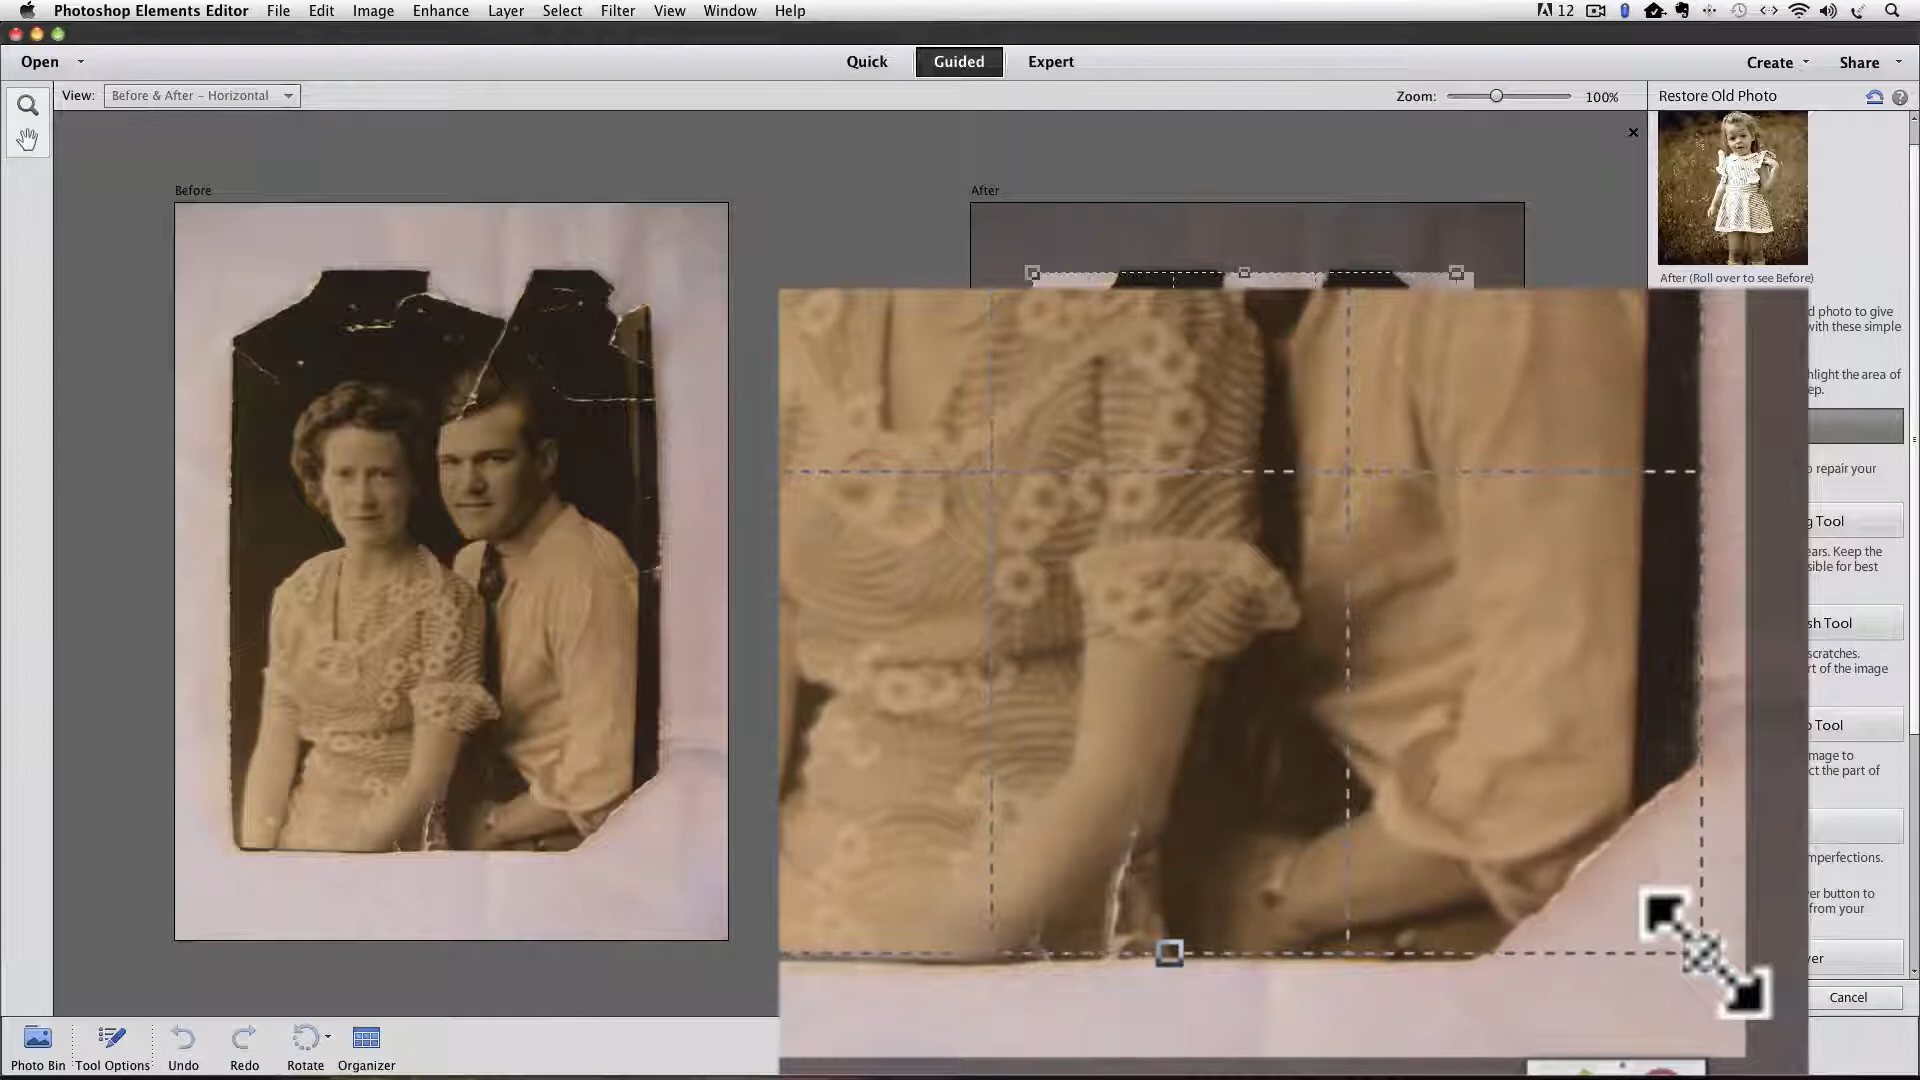 Photoshop Elements Editor File Edit Image Enhance Layer Select Filter View Window Help 12
Open Quick Guided Expert Create Share
View: Before & After – Horizontal Zoom: 100% Restore Old Photo
Before After
After (Roll over to see Before)
d photo to give
with these simple
hlight the area of
ep.
o repair your
g Tool
ears. Keep the
sible for best
sh Tool
scratches.
rt of the image
p Tool
mage to
ct the part of
mperfections.
ver button to
from your
ver
Cancel
Photo Bin Tool Options Undo Redo Rotate Organizer